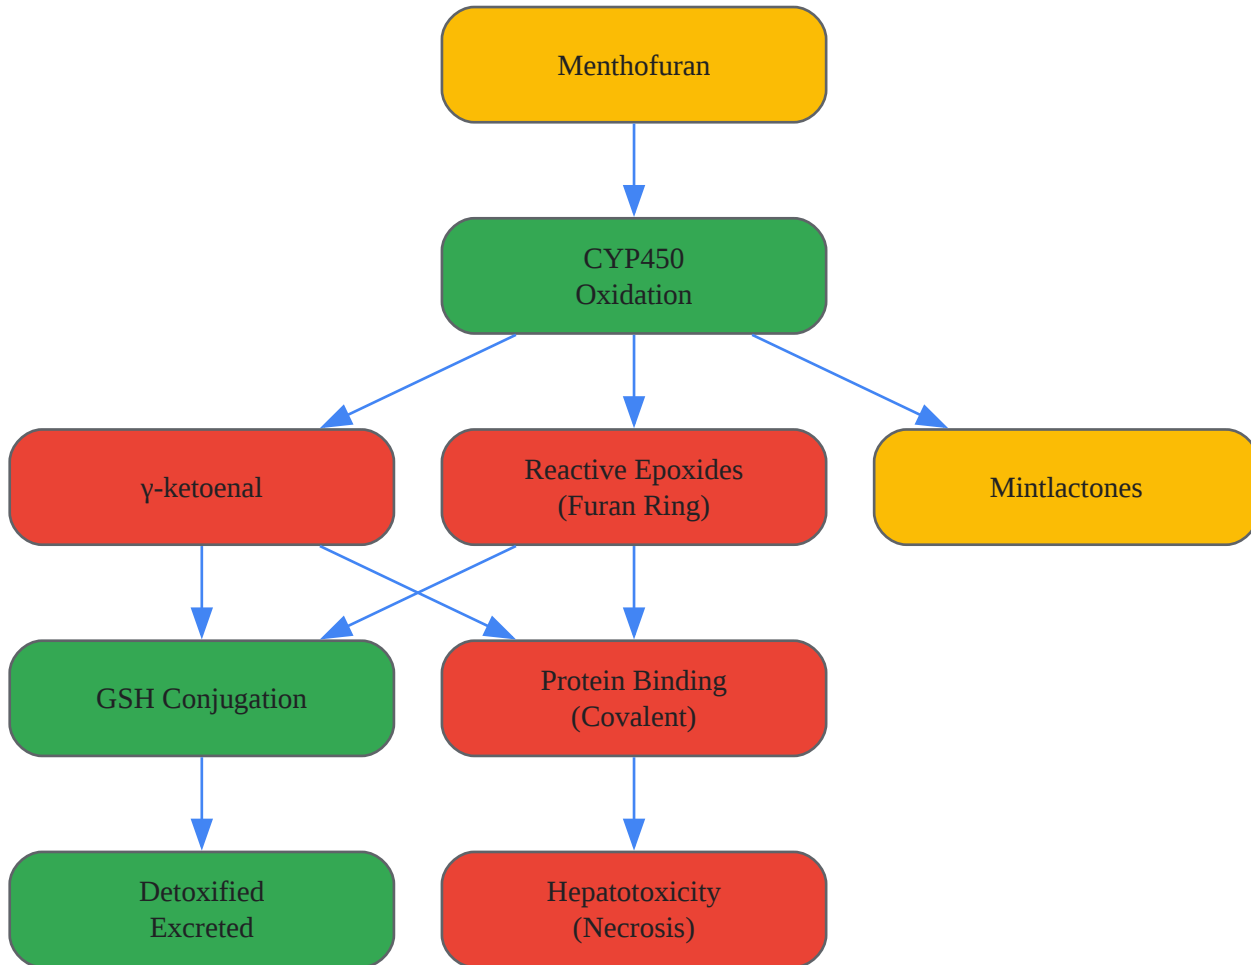 Menthofuran
CYP450
Oxidation
γ-ketoenal
Reactive Epoxides
(Furan Ring)
Mintlactones
GSH Conjugation
Protein Binding
(Covalent)
Detoxified
Excreted
Hepatotoxicity
(Necrosis)